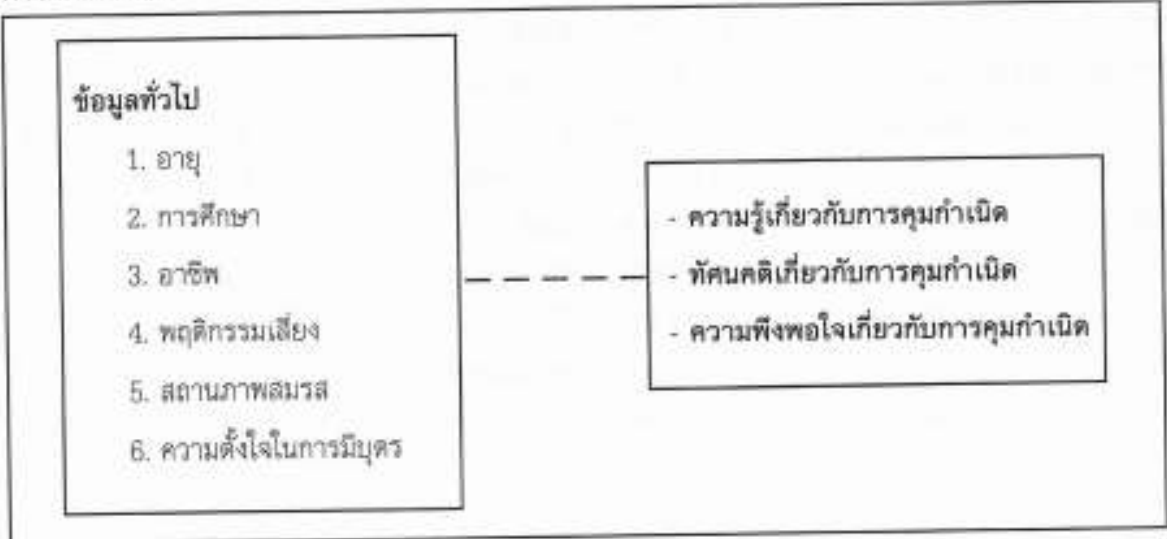 ข้อมูลทั่วไป
1. อายุ
2. การศึกษา
3. อาชีพ
4. พฤติกรรมเสี่ยง
5. สถานภาพสมรส
6. ความตั้งใจในการมีบุตร
- ความรู้เกี่ยวกับการคุมกำเนิด
- ทัศนคติเกี่ยวกับการคุมกำเนิด
- ความพึงพอใจเกี่ยวกับการคุมกำเนิด